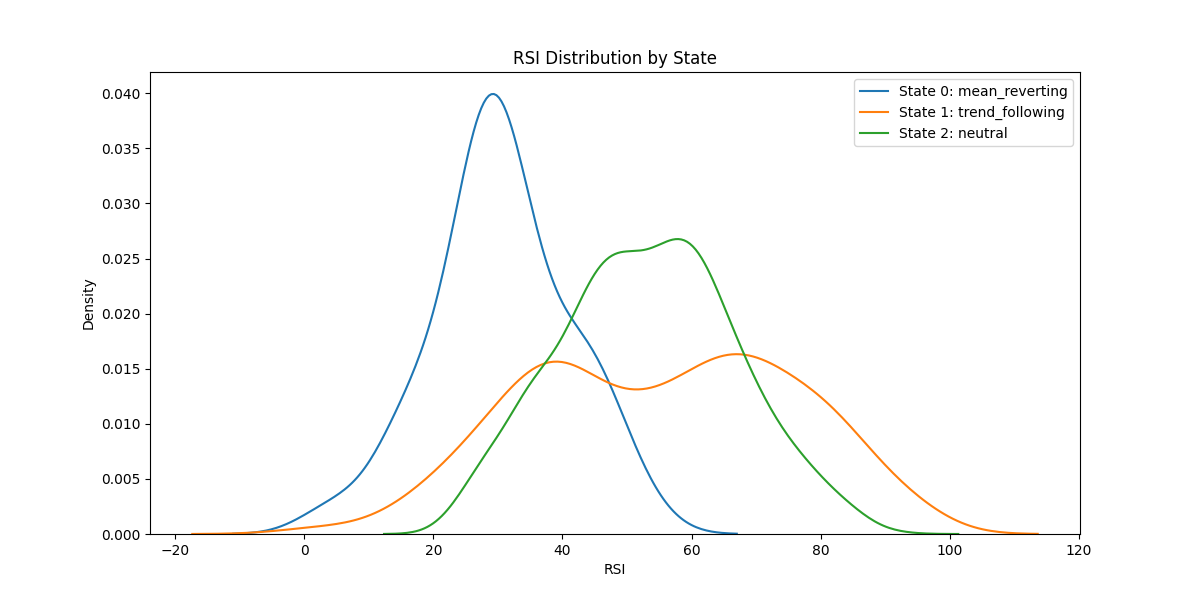 RSI Distribution by State
State 0: mean_reverting
State 1: trend_following
State 2: neutral
Density
0.040
0.035
0.030
0.025
0.020
0.015
0.010
0.005
0.000
−20
0
20
40
60
80
100
120
RSI